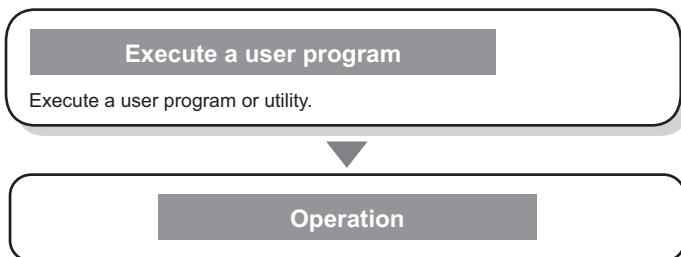 Execute a user program
Execute a user program or utility.
Operation